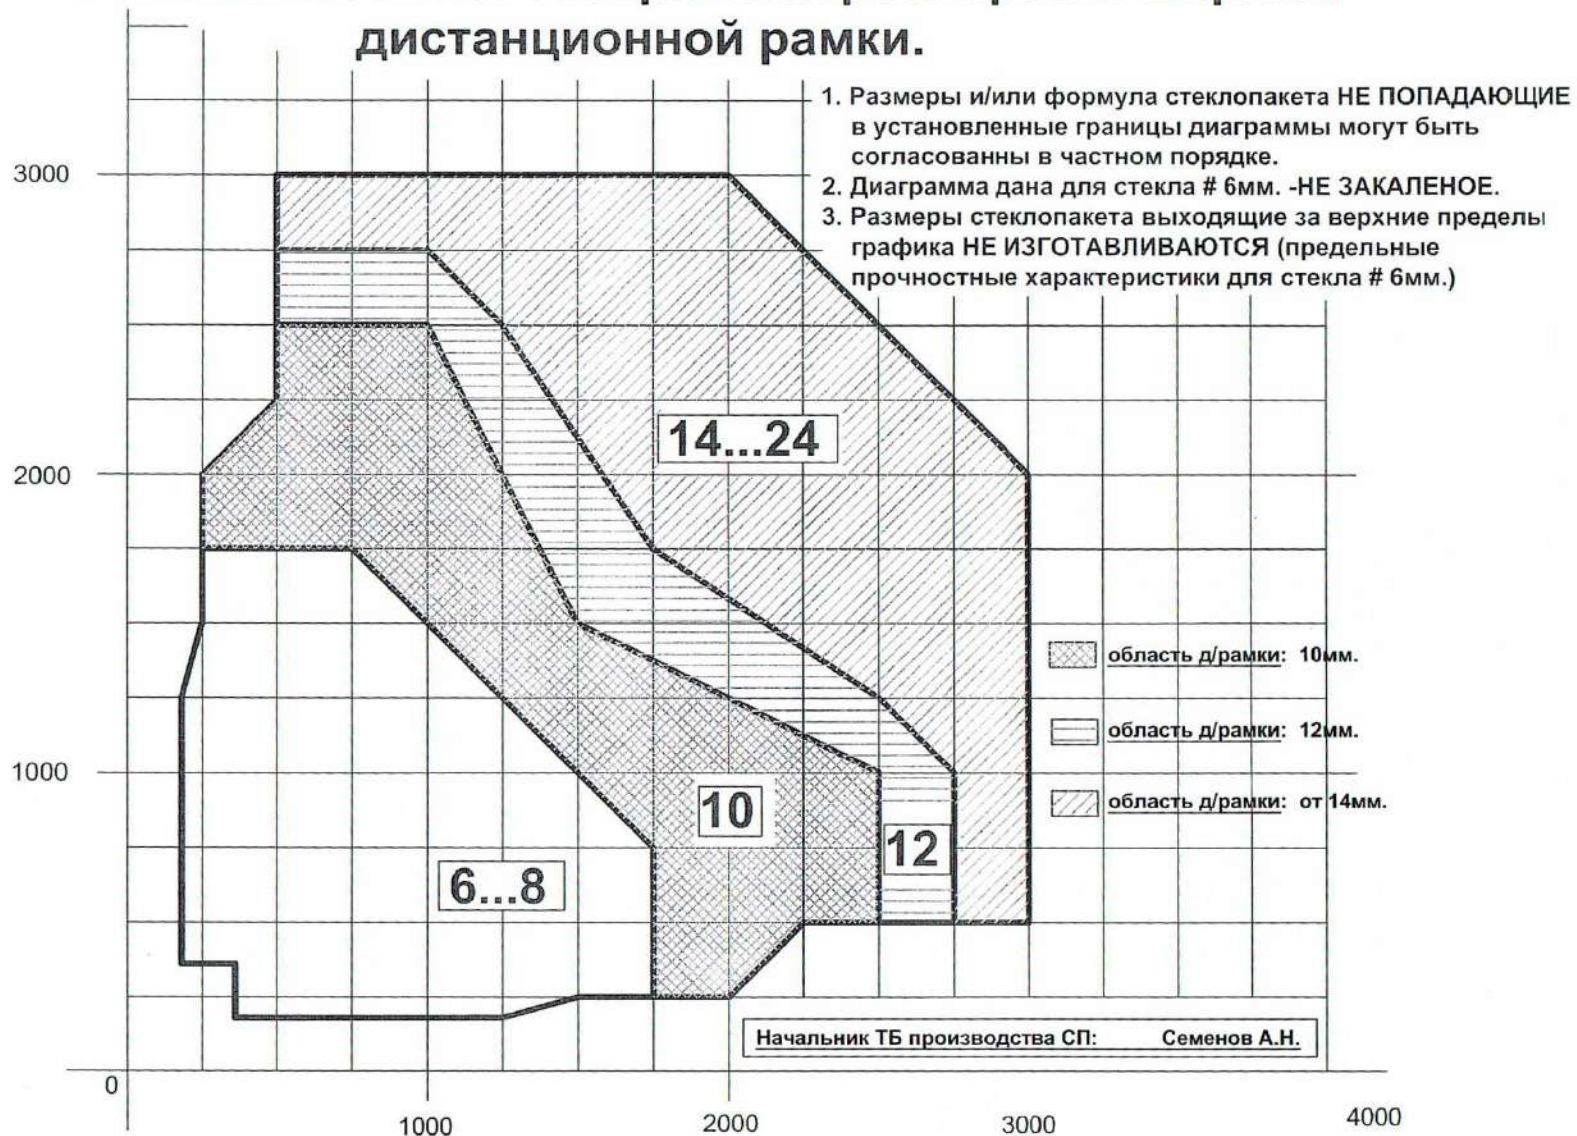 дистанционной рамки.
1. Размеры и/или формула стеклопакета НЕ ПОПАДАЮЩИЕ
в установленные границы диаграммы могут быть
согласованны в частном порядке.
2. Диаграмма дана для стекла # 6мм. -НЕ ЗАКАЛЕНОЕ.
3. Размеры стеклопакета выходящие за верхние пределы
графика НЕ ИЗГОТАВЛИВАЮТСЯ (предельные
прочностные характеристики для стекла # 6мм.)
3000
14...24
2000
область д/рамки: 10мм.
область д/рамки: 12мм.
1000
область д/рамки: от 14мм.
10
12
6...8
Начальник ТБ производства СП: Семенов А.Н.
0
1000
2000
3000
4000